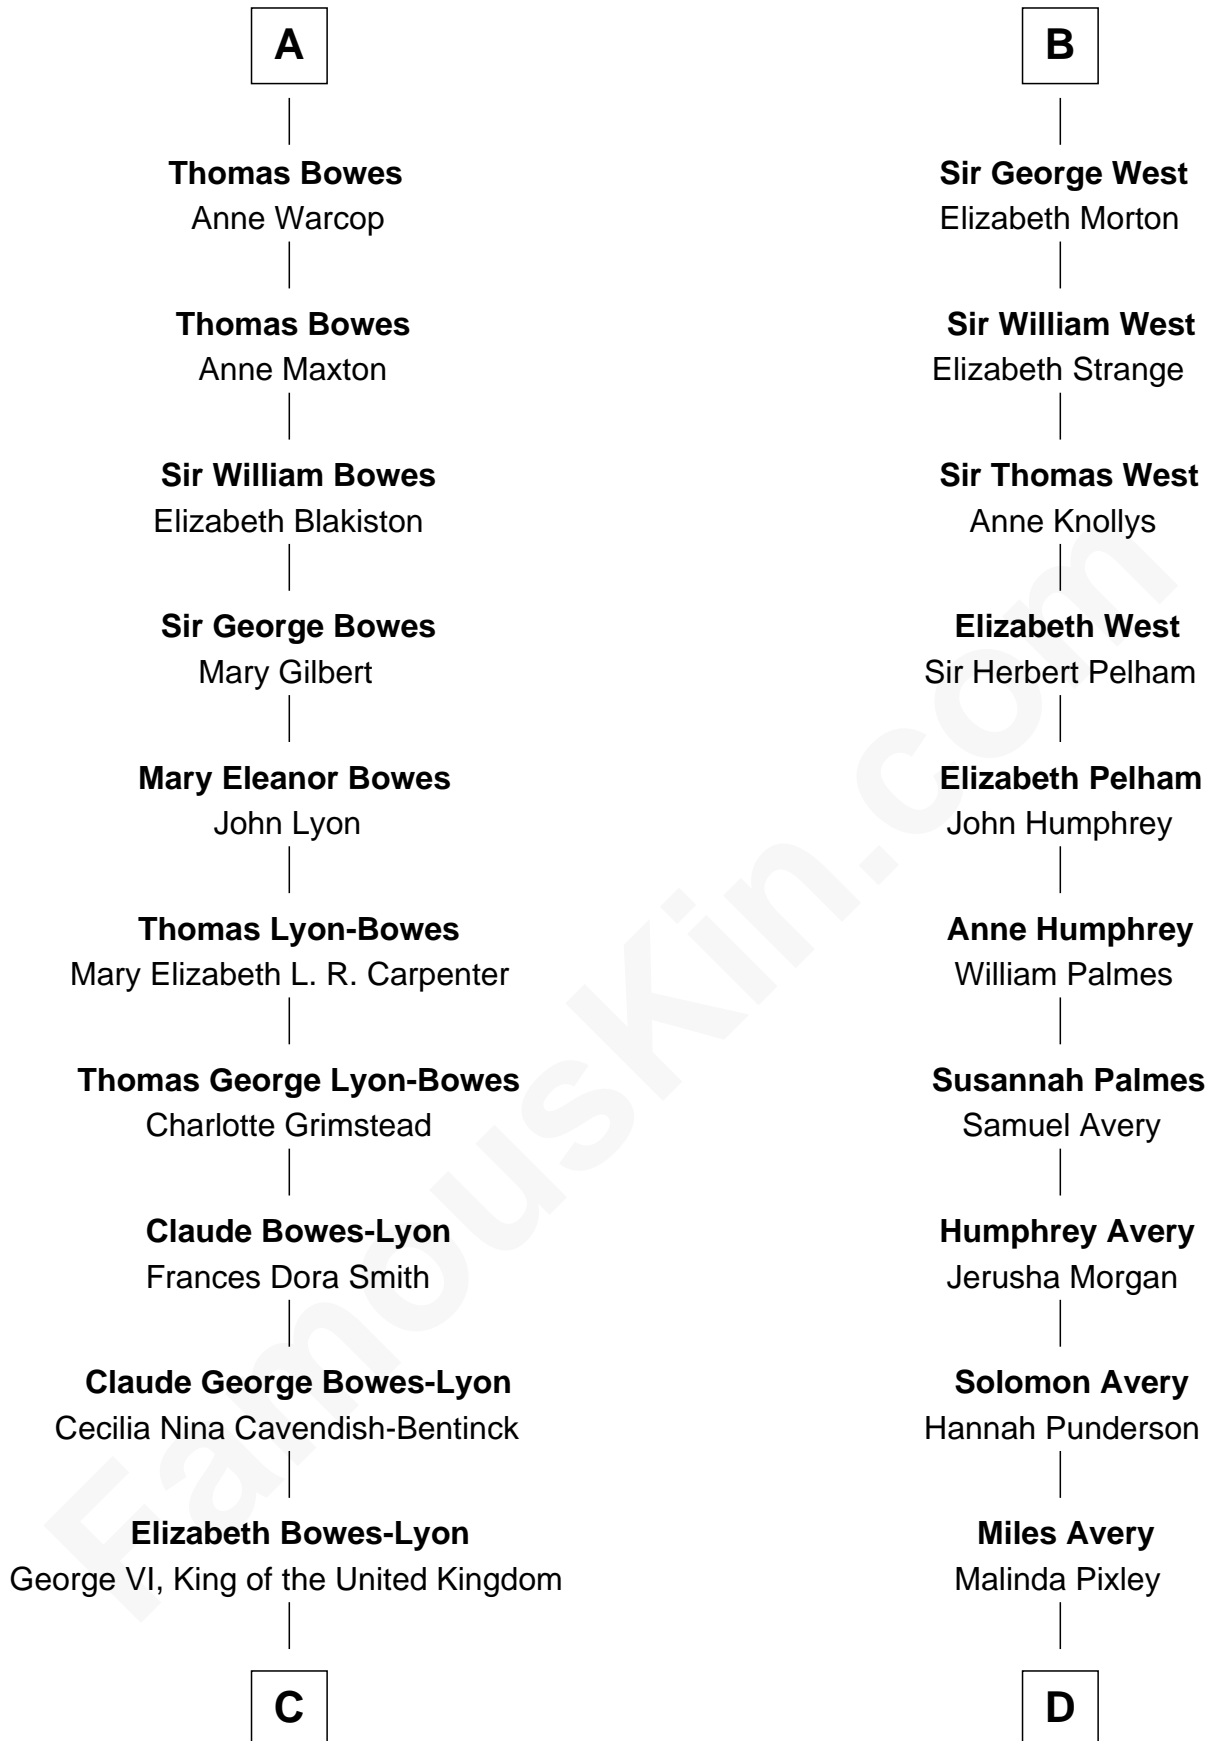 A
Thomas Bowes
Anne Warcop
Thomas Bowes
Anne Maxton
Sir William Bowes
Elizabeth Blakiston
Sir George Bowes
Mary Gilbert
Mary Eleanor Bowes
John Lyon
Thomas Lyon-Bowes
Mary Elizabeth L. R. Carpenter
Thomas George Lyon-Bowes
Charlotte Grimstead
Claude Bowes-Lyon
Frances Dora Smith
Claude George Bowes-Lyon
Cecilia Nina Cavendish-Bentinck
Elizabeth Bowes-Lyon
George VI, King of the United Kingdom
C
B
Sir George West
Elizabeth Morton
Sir William West
Elizabeth Strange
Sir Thomas West
Anne Knollys
Elizabeth West
Sir Herbert Pelham
Elizabeth Pelham
John Humphrey
Anne Humphrey
William Palmes
Susannah Palmes
Samuel Avery
Humphrey Avery
Jerusha Morgan
Solomon Avery
Hannah Punderson
Miles Avery
Malinda Pixley
D
FamousKin.com